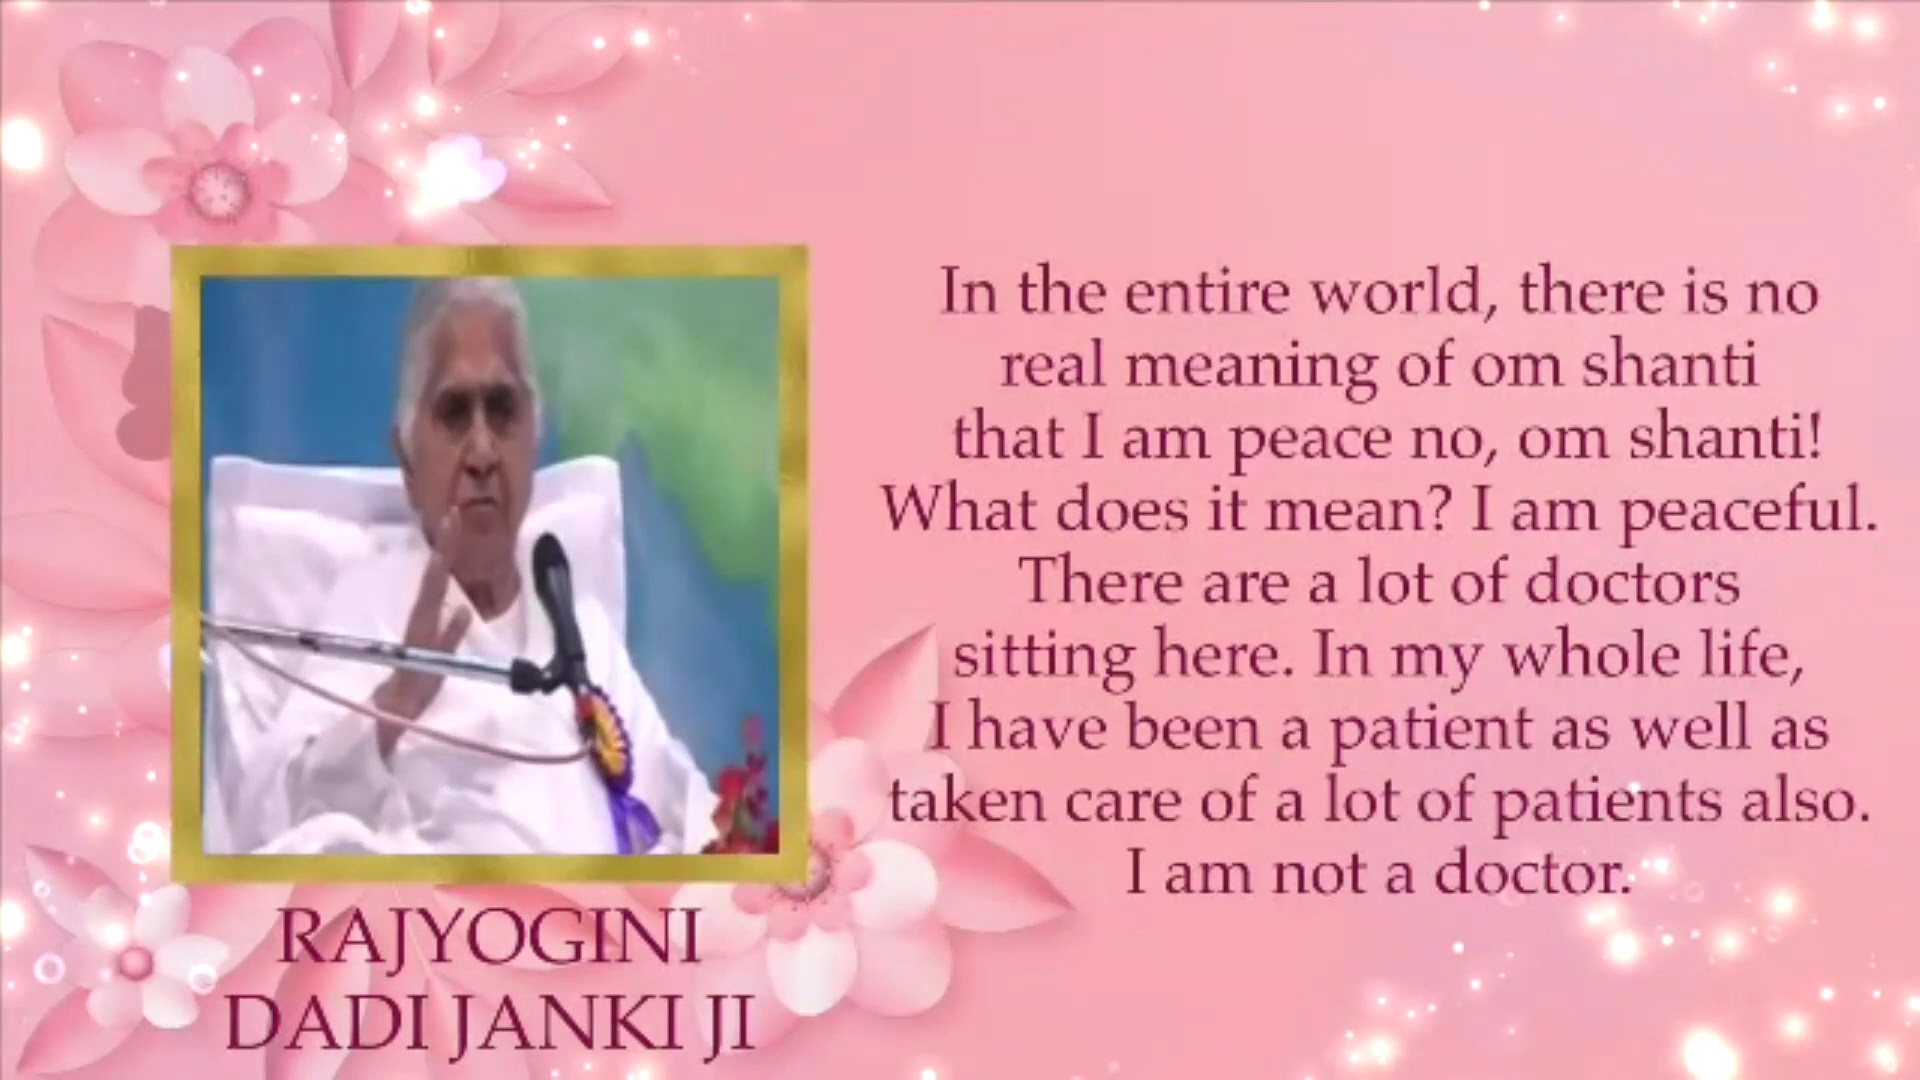 In the entire world, there is no
real meaning of om shanti
that I am peace no, om shanti!
What does it mean? I am peaceful.
There are a lot of doctors
sitting here. In my whole life,
I have been a patient as well as
taken care of a lot of patients also.
I am not a doctor.
RAJYOGINI
DADI JANKI JI